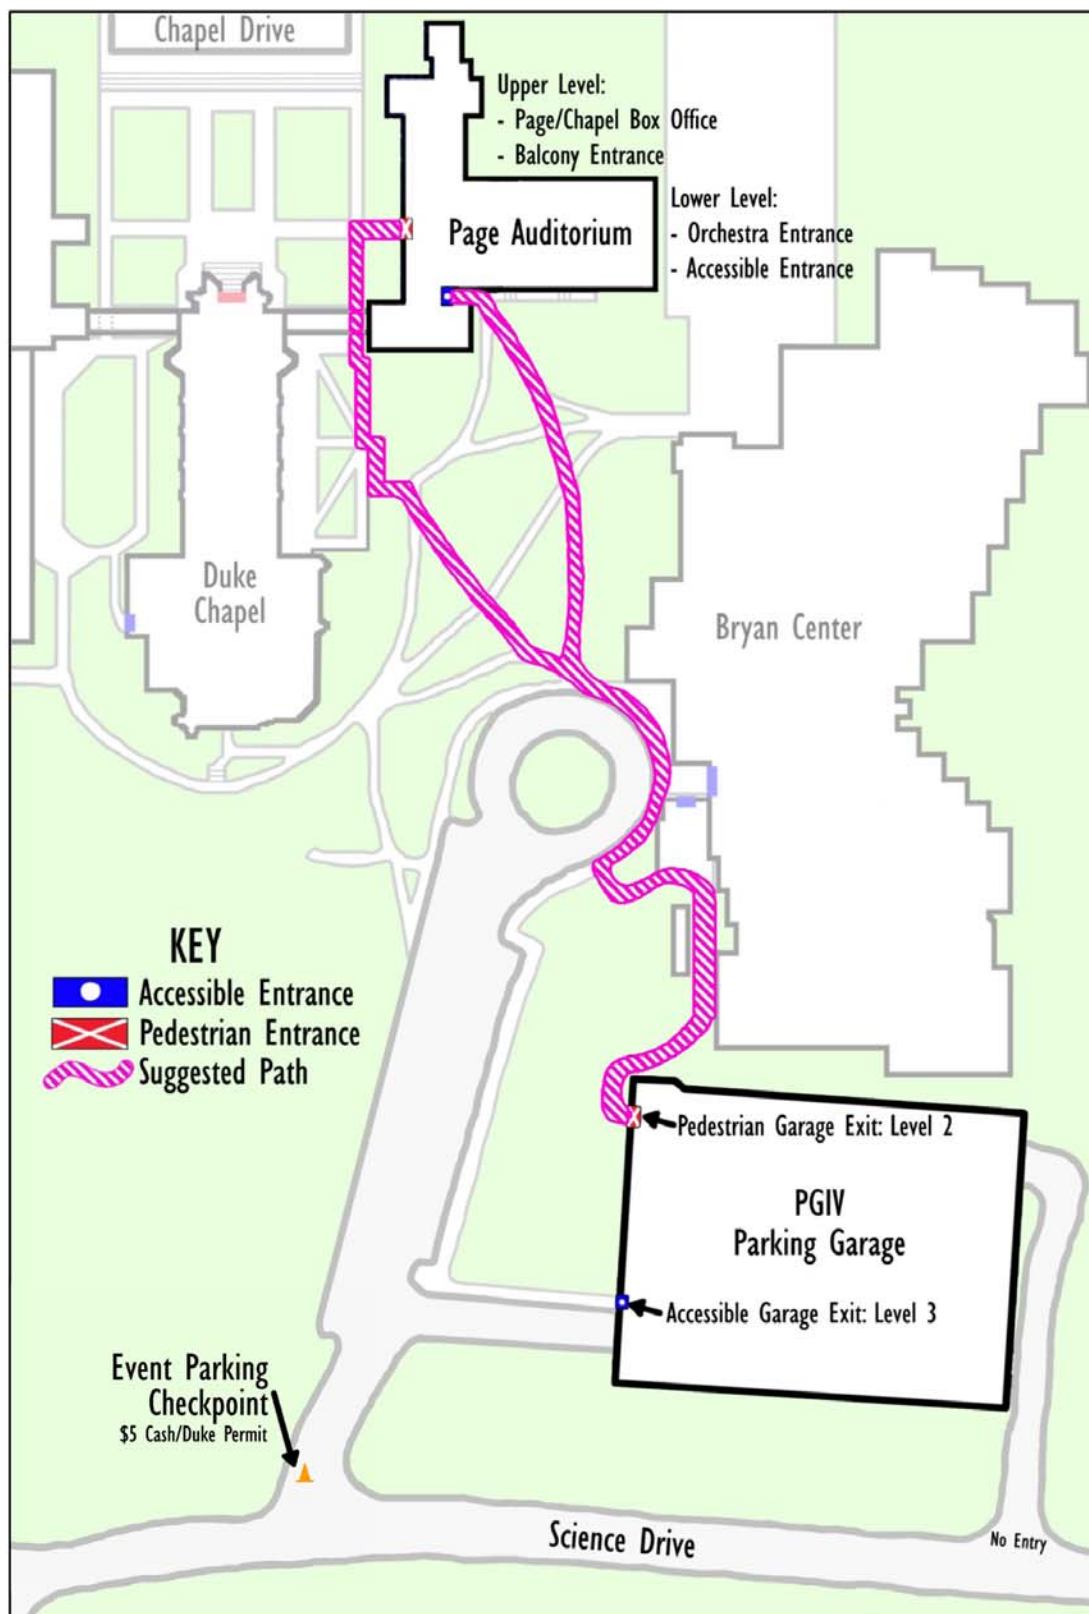 Chapel Drive
Upper Level:
- Page/Chapel Box Office
- Balcony Entrance
Lower Level:
- Orchestra Entrance
- Accessible Entrance
Page Auditorium
Duke
Chapel
Bryan Center
KEY
Accessible Entrance
Pedestrian Entrance
Suggested Path
Pedestrian Garage Exit: Level 2
PGIV
Parking Garage
Accessible Garage Exit: Level 3
Event Parking
Checkpoint
$5 Cash/Duke Permit
Science Drive
No Entry